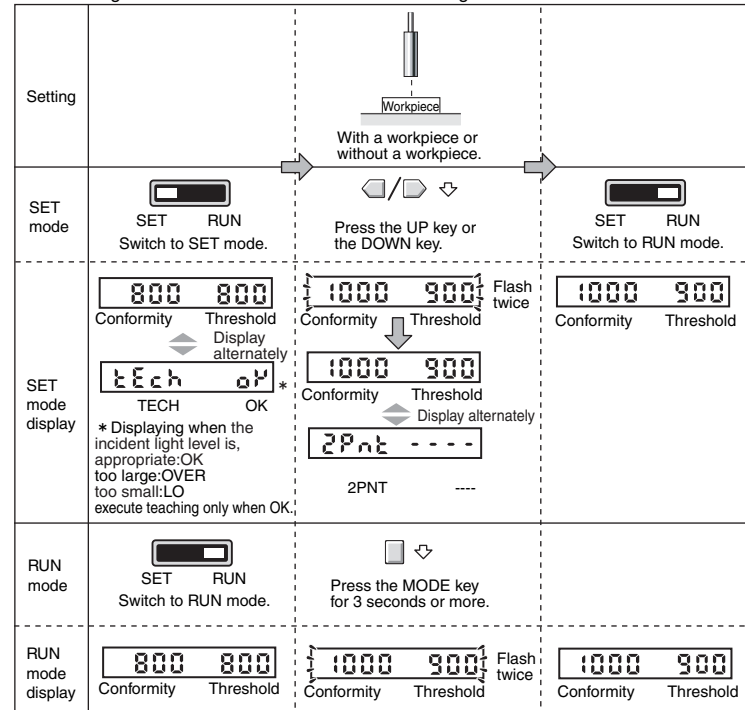 Setting
Workpiece
With a workpiece or
without a workpiece.
SET
mode
SET RUN
Switch to SET mode.
/
Press the UP key or
the DOWN key.
SET RUN
Switch to RUN mode.
SET
mode
display
800 800
Conformity Threshold
Display
alternately
tEch oK *
TECH OK
* Displaying when the
incident light level is,
appropriate:OK
too large:OVER
too small:LO
execute teaching only when OK.
1000 900 Flash
twice
Conformity Threshold
1000 900
Conformity Threshold
Display alternately
2Pnt ----
2PNT ----
1000 900
Conformity Threshold
RUN
mode
SET RUN
Switch to RUN mode.
Press the MODE key
for 3 seconds or more.
RUN
mode
display
800 800
Conformity Threshold
1000 900 Flash
twice
Conformity Threshold
1000 900
Conformity Threshold